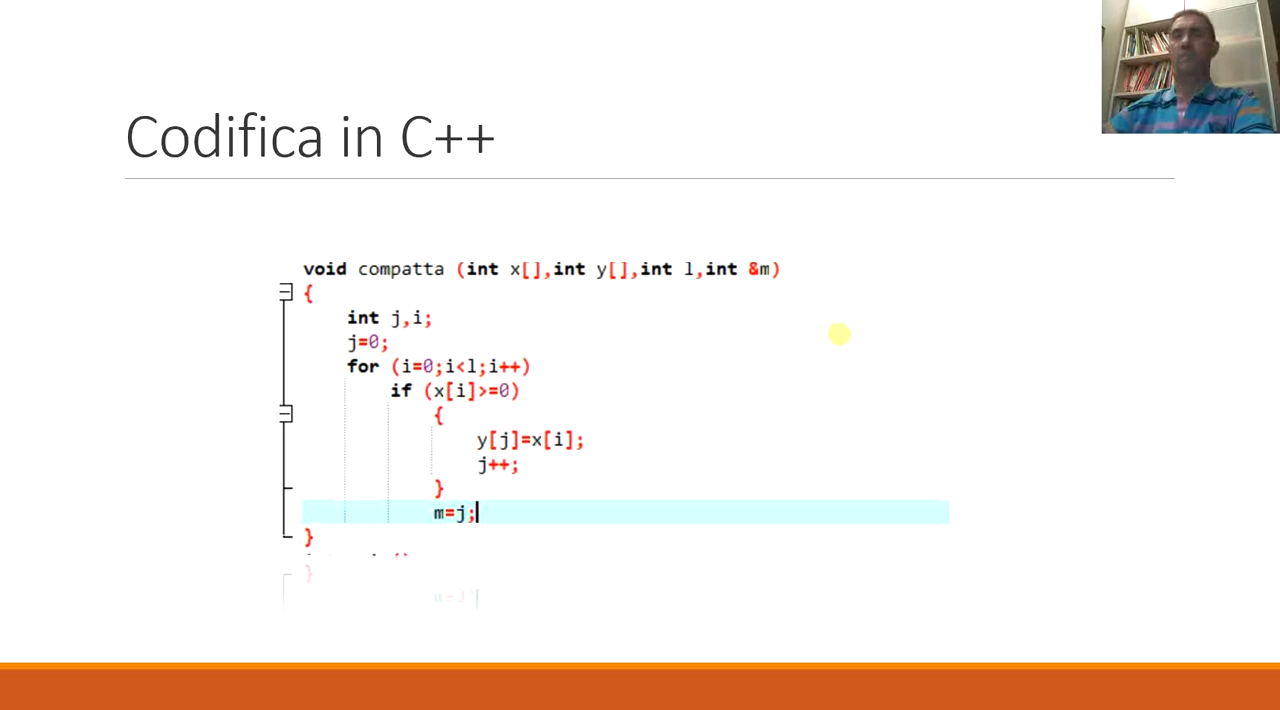 Codifica in C++
void compatta (int x[],int y[],int l,int &m)
{
int j,i;
j=0;
for (i=0;i<l;i++)
if (x[i]>=0)
{
y[j]=x[i];
j++;
}
m=j;
}